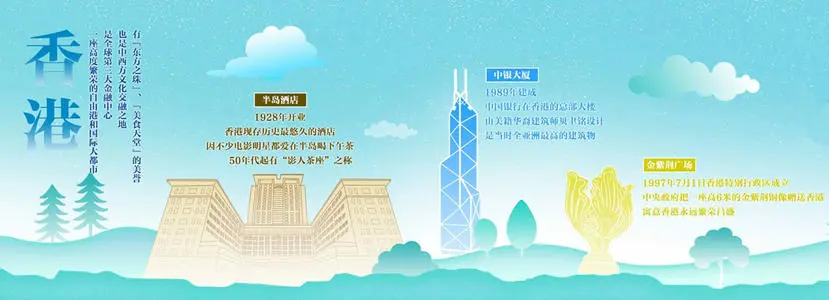 香港
有『东方之珠』、『美食天堂』的美誉
也是中西方文化交融之地
是全球第三大金融中心
一座高度繁荣的自由港和国际大都市
半岛酒店
1928年开业
香港现存历史最悠久的酒店
因不少电影明星都爱在半岛喝下午茶
50年代起有“影人茶座”之称
中银大厦
1989年建成
中国银行在香港的总部大楼
由美籍华裔建筑师贝聿铭设计
是当时全亚洲最高的建筑物
金紫荆广场
1997年7月1日香港特别行政区成立
中央政府把一座高6米的金紫荆铜像赠送香港
寓意香港永远繁荣昌盛